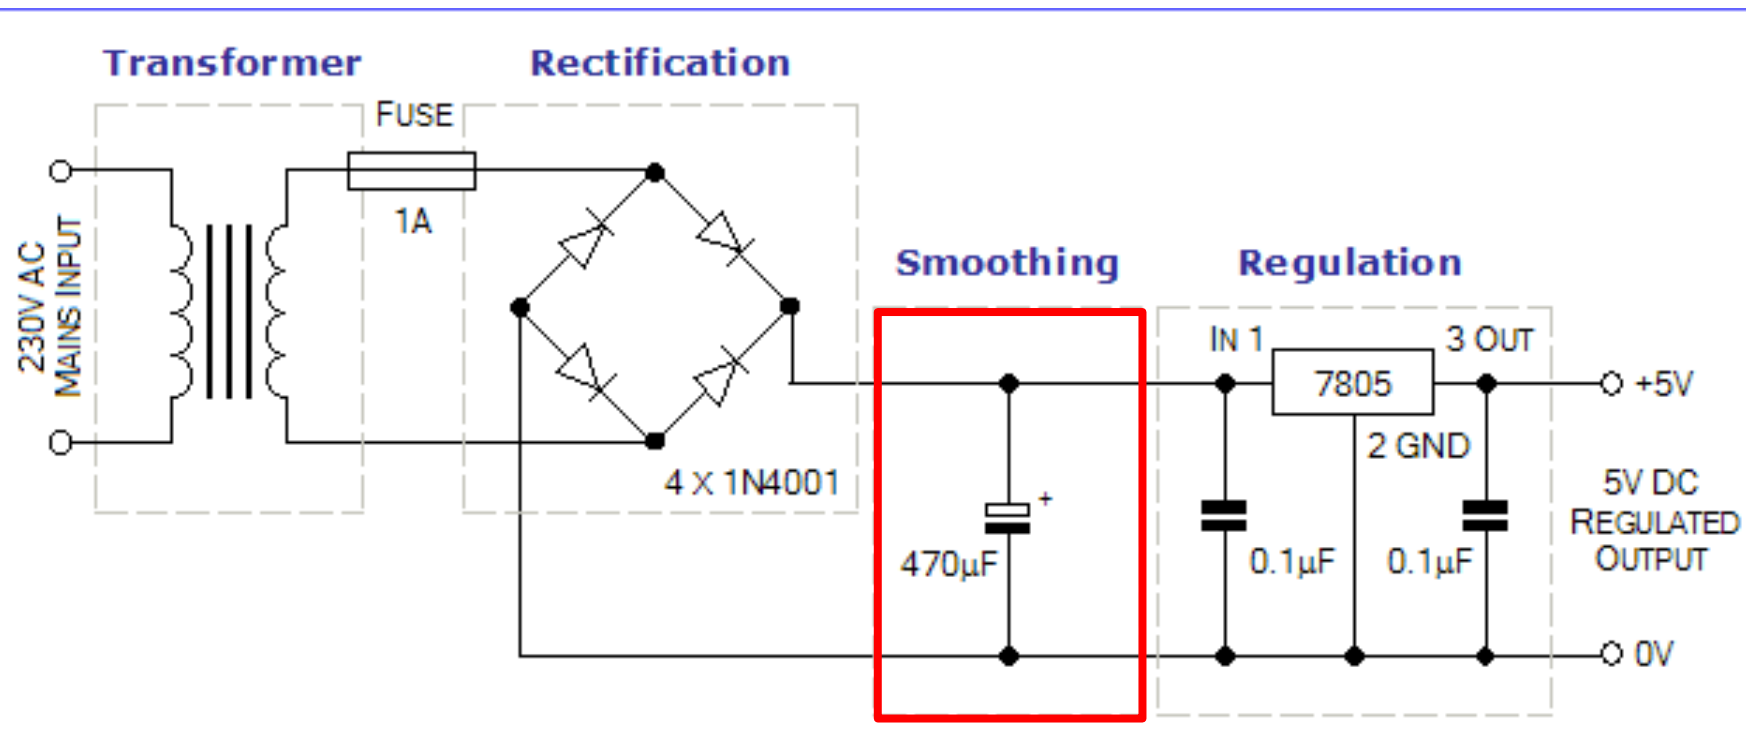 Transformer
Rectification
FUSE
1A
230V AC
MAINS INPUT
4 X 1N4001
Smoothing
Regulation
IN 1
3 OUT
7805
+5V
2 GND
+
470µF
0.1µF
0.1µF
5V DC
REGULATED
OUTPUT
0V